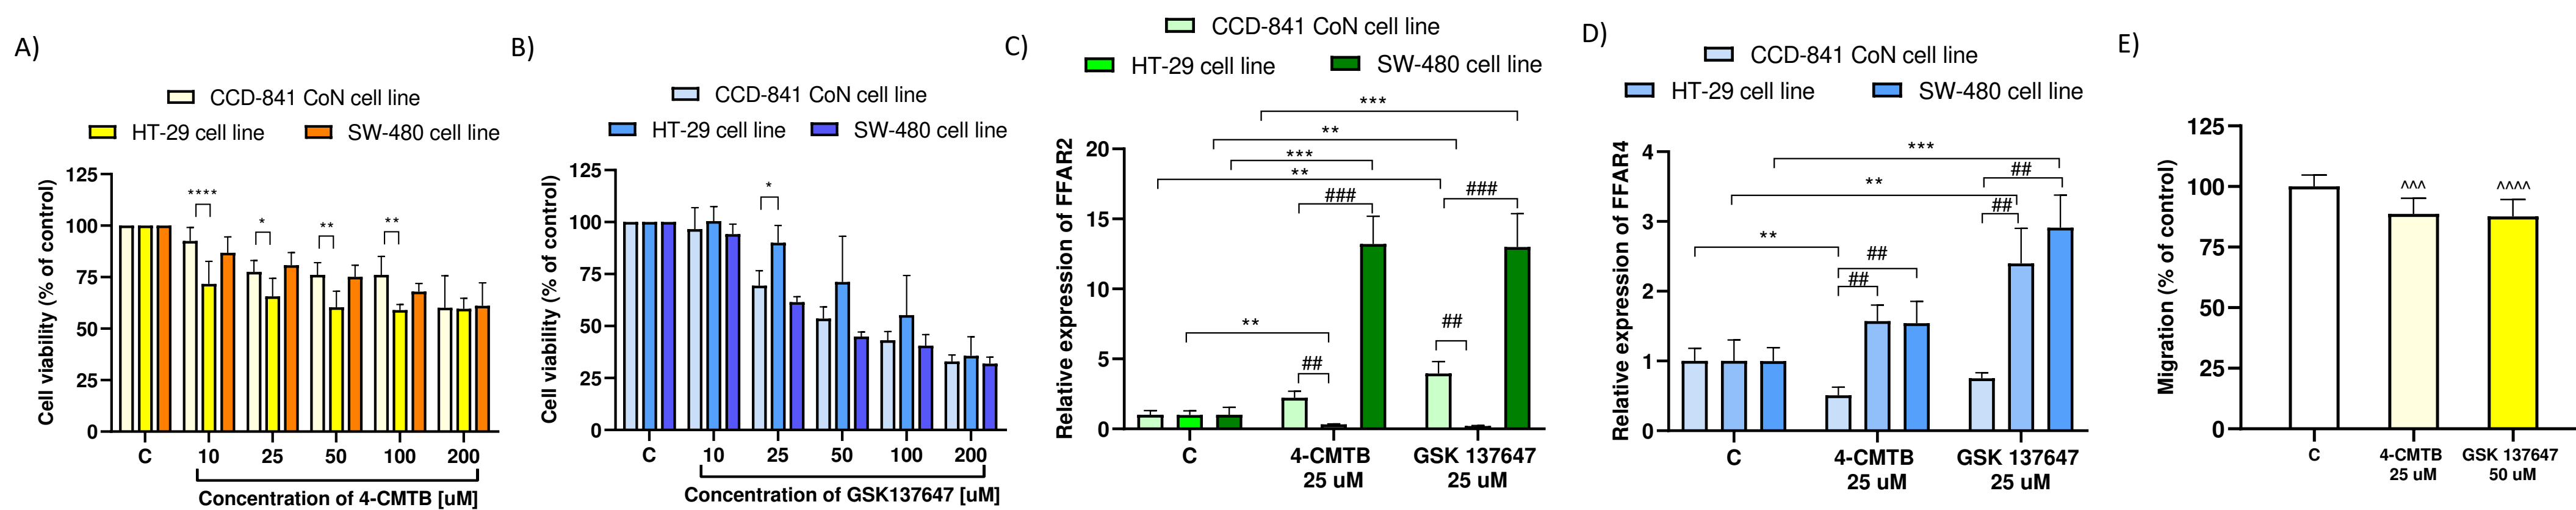 A)
CCD-841 CoN cell line
HT-29 cell line
SW-480 cell line
Cell viability (% of control)
125
100
75
50
25
0
****
*
**
**
C
10
25
50
100
200
Concentration of 4-CMTB [uM]
B)
CCD-841 CoN cell line
HT-29 cell line
SW-480 cell line
Cell viability (% of control)
125
100
75
50
25
0
*
C
10
25
50
100
200
Concentration of GSK137647 [uM]
C)
CCD-841 CoN cell line
HT-29 cell line
SW-480 cell line
Relative expression of FFAR2
20
15
10
5
0
***
**
***
**
###
###
**
##
##
C
4-CMTB
25 uM
GSK 137647
25 uM
D)
CCD-841 CoN cell line
HT-29 cell line
SW-480 cell line
Relative expression of FFAR4
4
3
2
1
0
***
##
**
##
**
##
##
C
4-CMTB
25 uM
GSK 137647
25 uM
E)
Migration (% of control)
125
100
75
50
25
0
^^^
^^^^
C
4-CMTB
25 uM
GSK 137647
50 uM